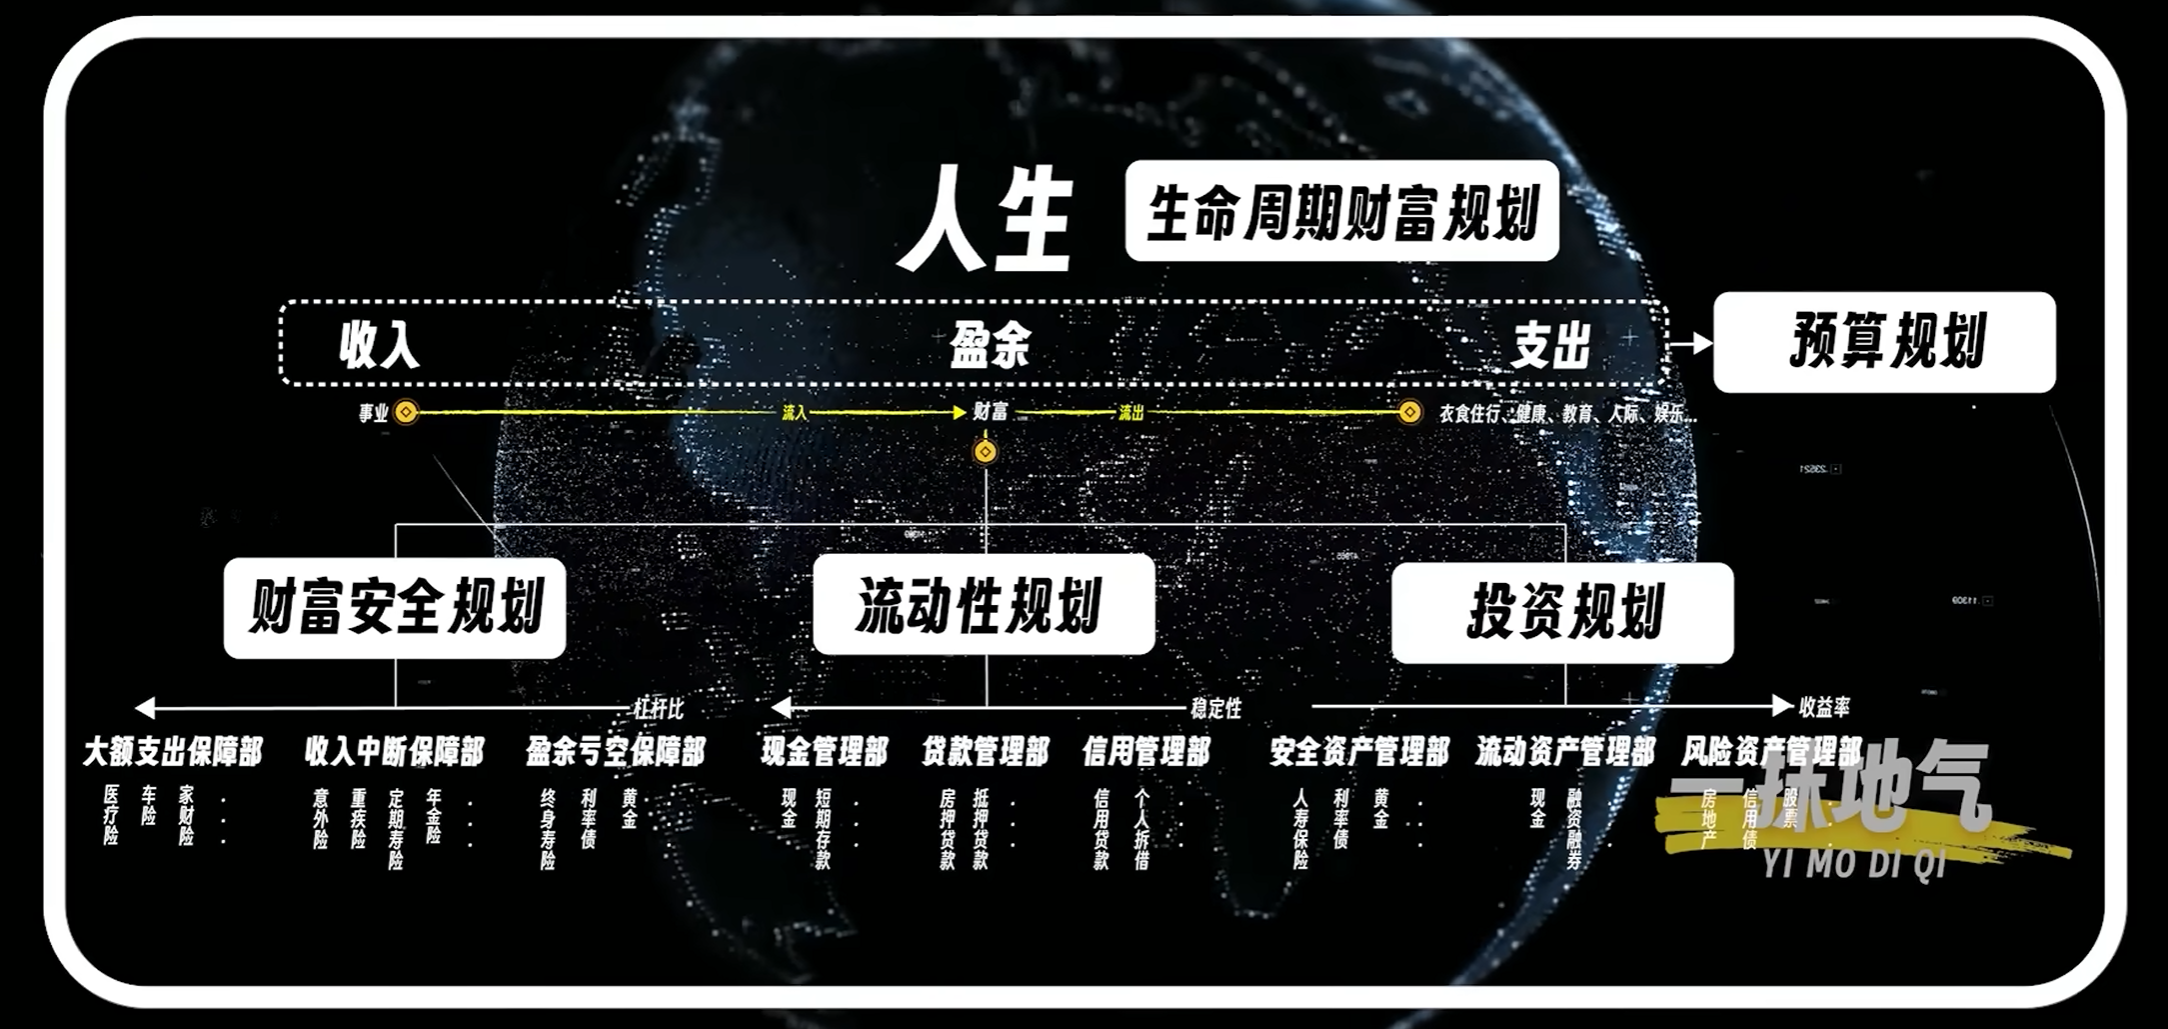 人生 生命周期财富规划
收入 盈余 支出 预算规划
事业 流入 财富 流出 衣食住行、健康、教育、人际、娱乐...
财富安全规划 流动性规划 投资规划
杠杆比 稳定性 收益率
大额支出保障部 收入中断保障部 盈余亏空保障部 现金管理部 贷款管理部 信用管理部 安全资产管理部 流动资产管理部 风险资产管理部
医疗险
车险
家财险
...
意外险
重疾险
定期寿险
年金险
...
终身寿险
利率债
黄金
...
现金
短期存款
...
房押贷款
抵押贷款
...
信用贷款
个人拆借
...
人寿保险
利率债
黄金
...
现金
融资融券
...
房地产
信用债
股票
...
一抹地气
YI MO DI QI